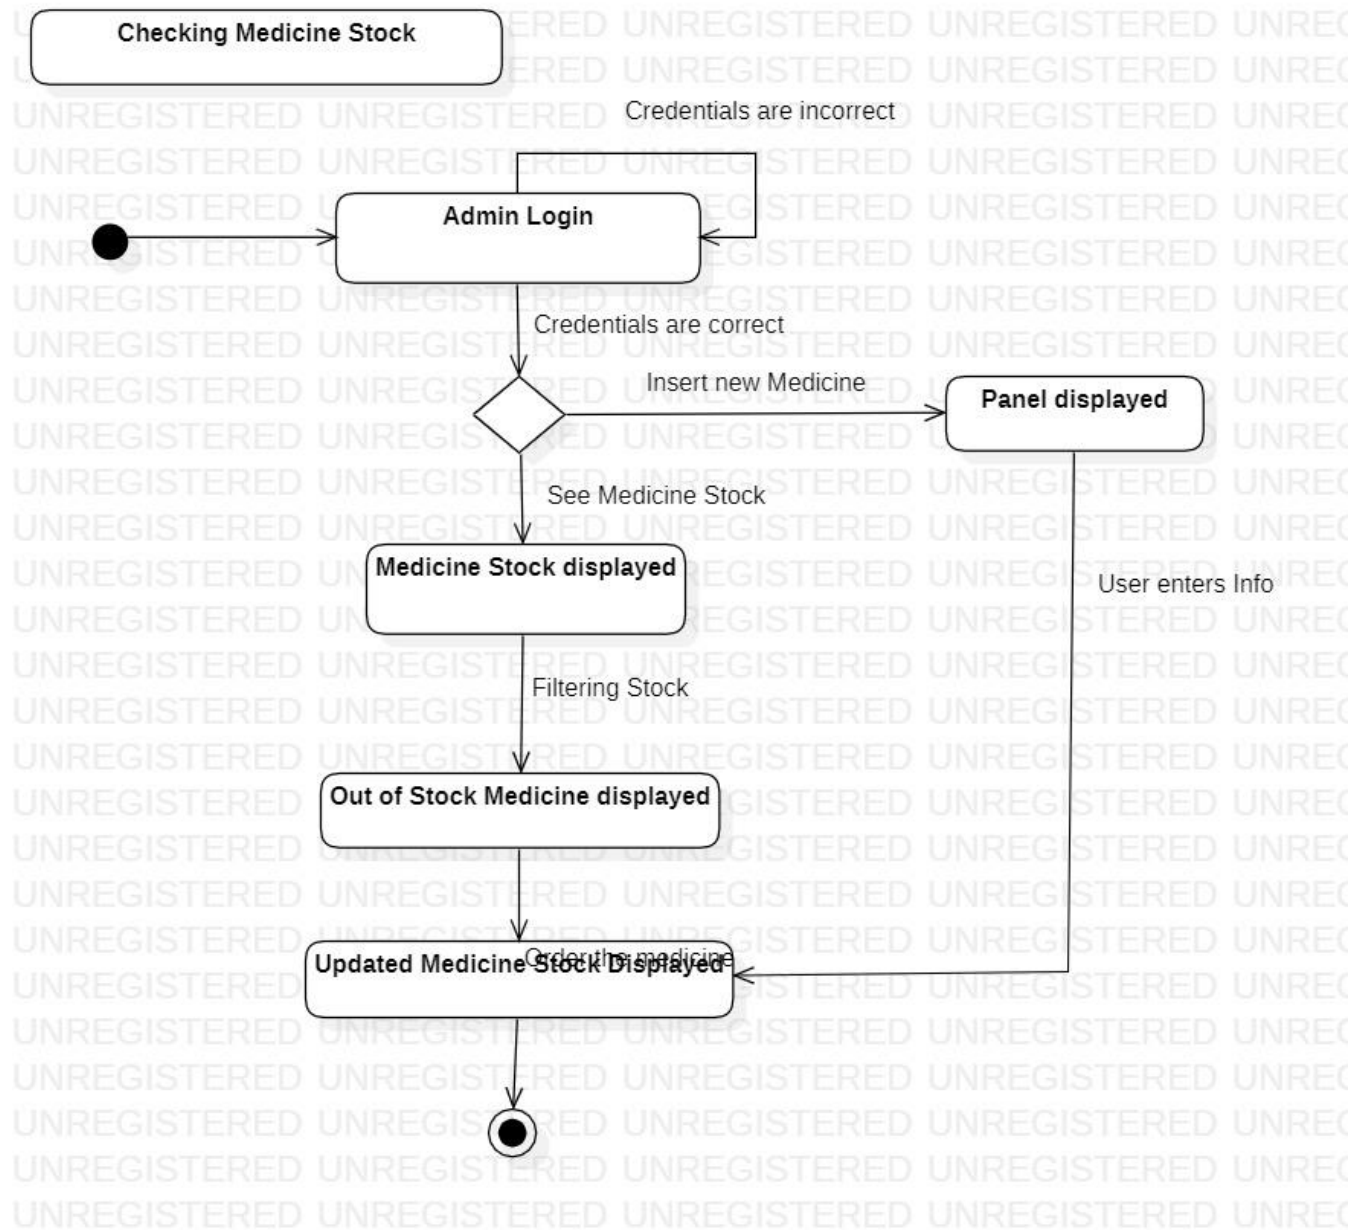 Checking Medicine Stock
Credentials are incorrect
Admin Login
Credentials are correct
Insert new Medicine
Panel displayed
See Medicine Stock
Medicine Stock displayed
User enters Info
Filtering Stock
Out of Stock Medicine displayed
Order the medicine
Updated Medicine Stock Displayed
UNREGISTERED